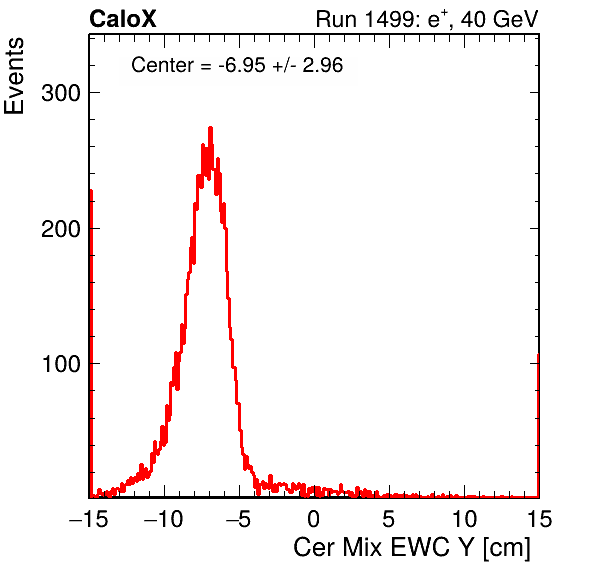 CaloX Run 1499: e⁺, 40 GeV
Center = -6.95 +/- 2.96
Events
300
200
100
−15 −10 −5 0 5 10 15
Cer Mix EWC Y [cm]